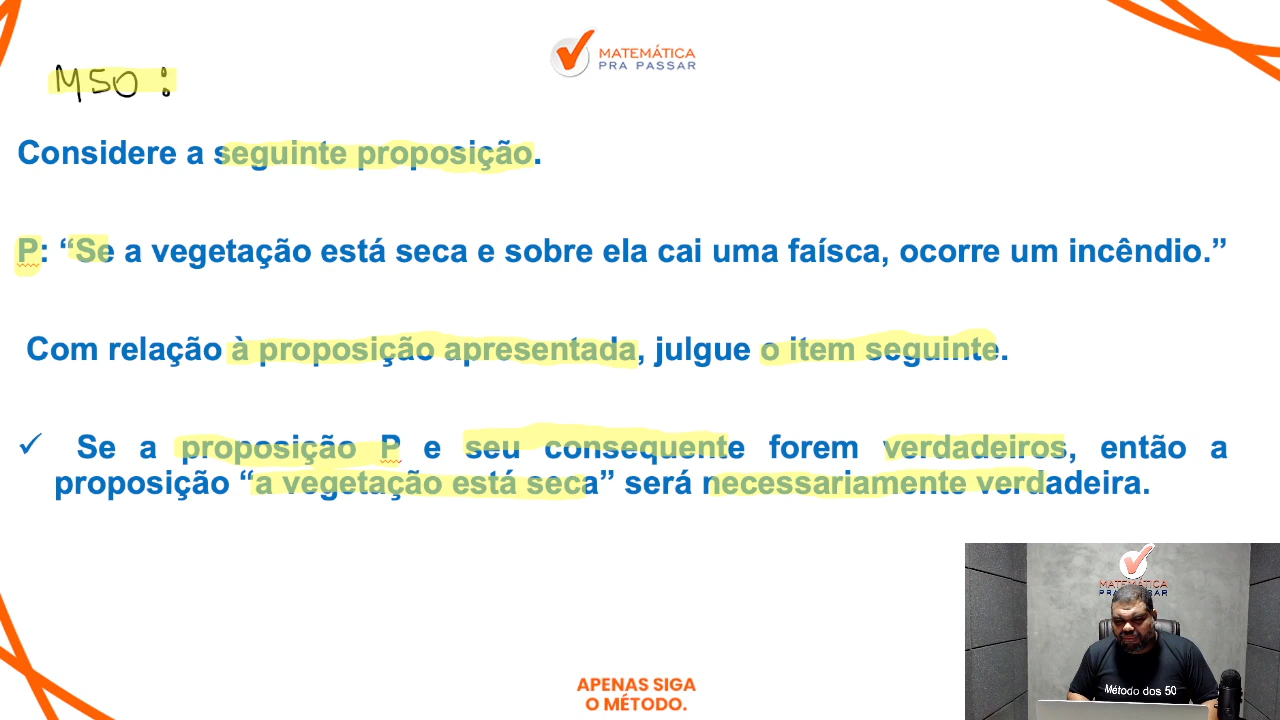 MATEMÁTICA
PRA PASSAR
M50:
Considere a seguinte proposição.
P: “Se a vegetação está seca e sobre ela cai uma faísca, ocorre um incêndio.”
Com relação à proposição apresentada, julgue o item seguinte.
✓ Se a proposição P e seu consequente forem verdadeiros, então a
proposição “a vegetação está seca” será necessariamente verdadeira.
MATEMÁTICA
PRA PASSAR
Método dos 50
APENAS SIGA
O MÉTODO.